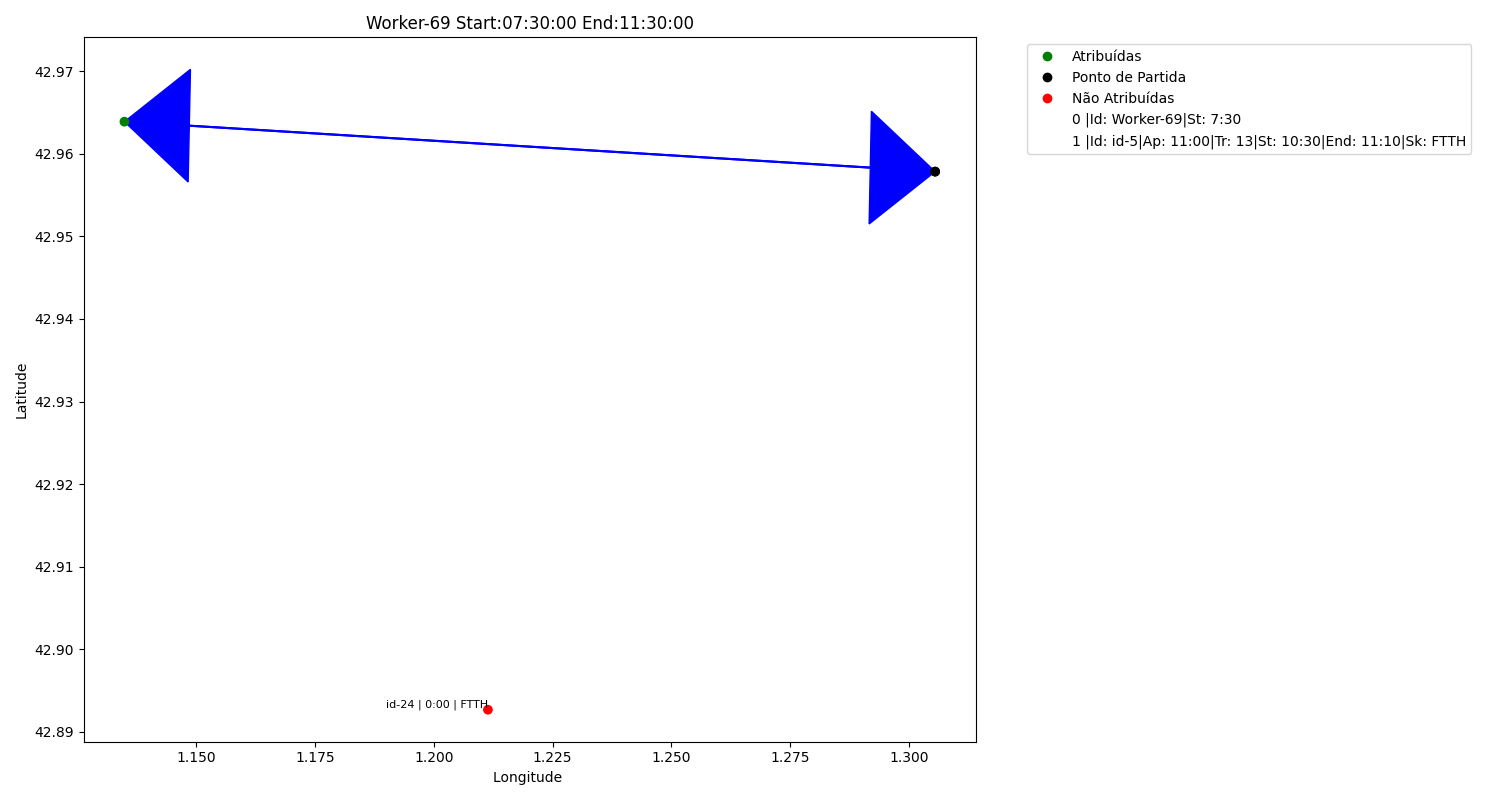 Worker-69 Start:07:30:00 End:11:30:00
42.97
42.96
42.95
42.94
42.93
42.92
42.91
42.90
42.89
Latitude
id-24 | 0:00 | FTTH
1.150 1.175 1.200 1.225 1.250 1.275 1.300
Longitude
Atribuídas
Ponto de Partida
Não Atribuídas
0 |Id: Worker-69|St: 7:30
1 |Id: id-5|Ap: 11:00|Tr: 13|St: 10:30|End: 11:10|Sk: FTTH